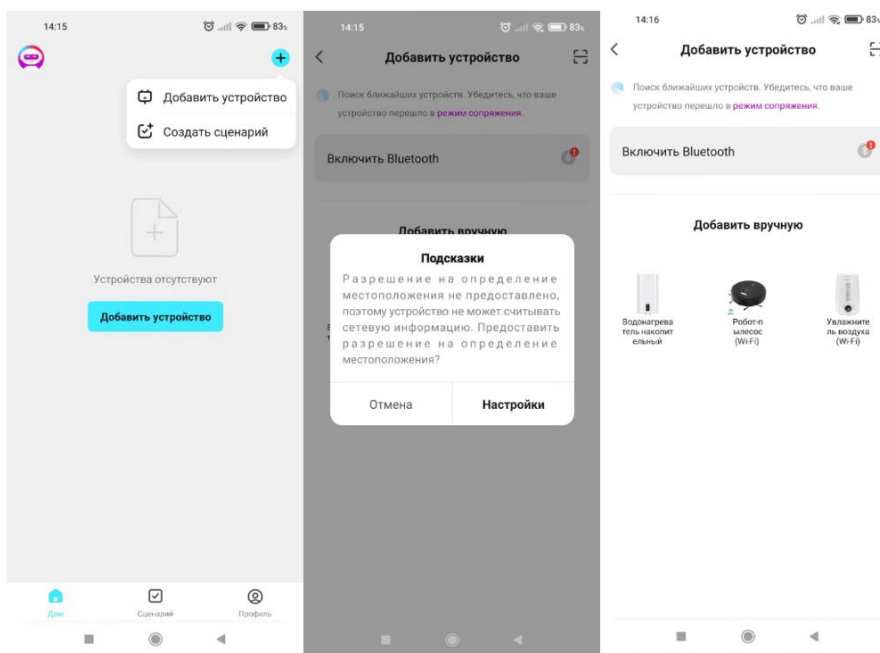 14:15
83%
Добавить устройство
Создать сценарий
Устройства отсутствуют
Добавить устройство
Дом
Сценарий
Профиль
14:15
83%
Добавить устройство
Поиск ближайших устройств. Убедитесь, что ваше
устройство перешло в режим сопряжения.
Включить Bluetooth
Добавить вручную
Подсказки
Разрешение на определение
местоположения не предоставлено,
поэтому устройство не может считывать
сетевую информацию. Предоставить
разрешение на определение
местоположения?
Отмена
Настройки
14:16
83%
Добавить устройство
Поиск ближайших устройств. Убедитесь, что ваше
устройство перешло в режим сопряжения.
Включить Bluetooth
Добавить вручную
Водонагрева
тель накопит
ельный
Робот-п
ылесос
(Wi-Fi)
Увлажните
ль воздуха
(Wi-Fi)